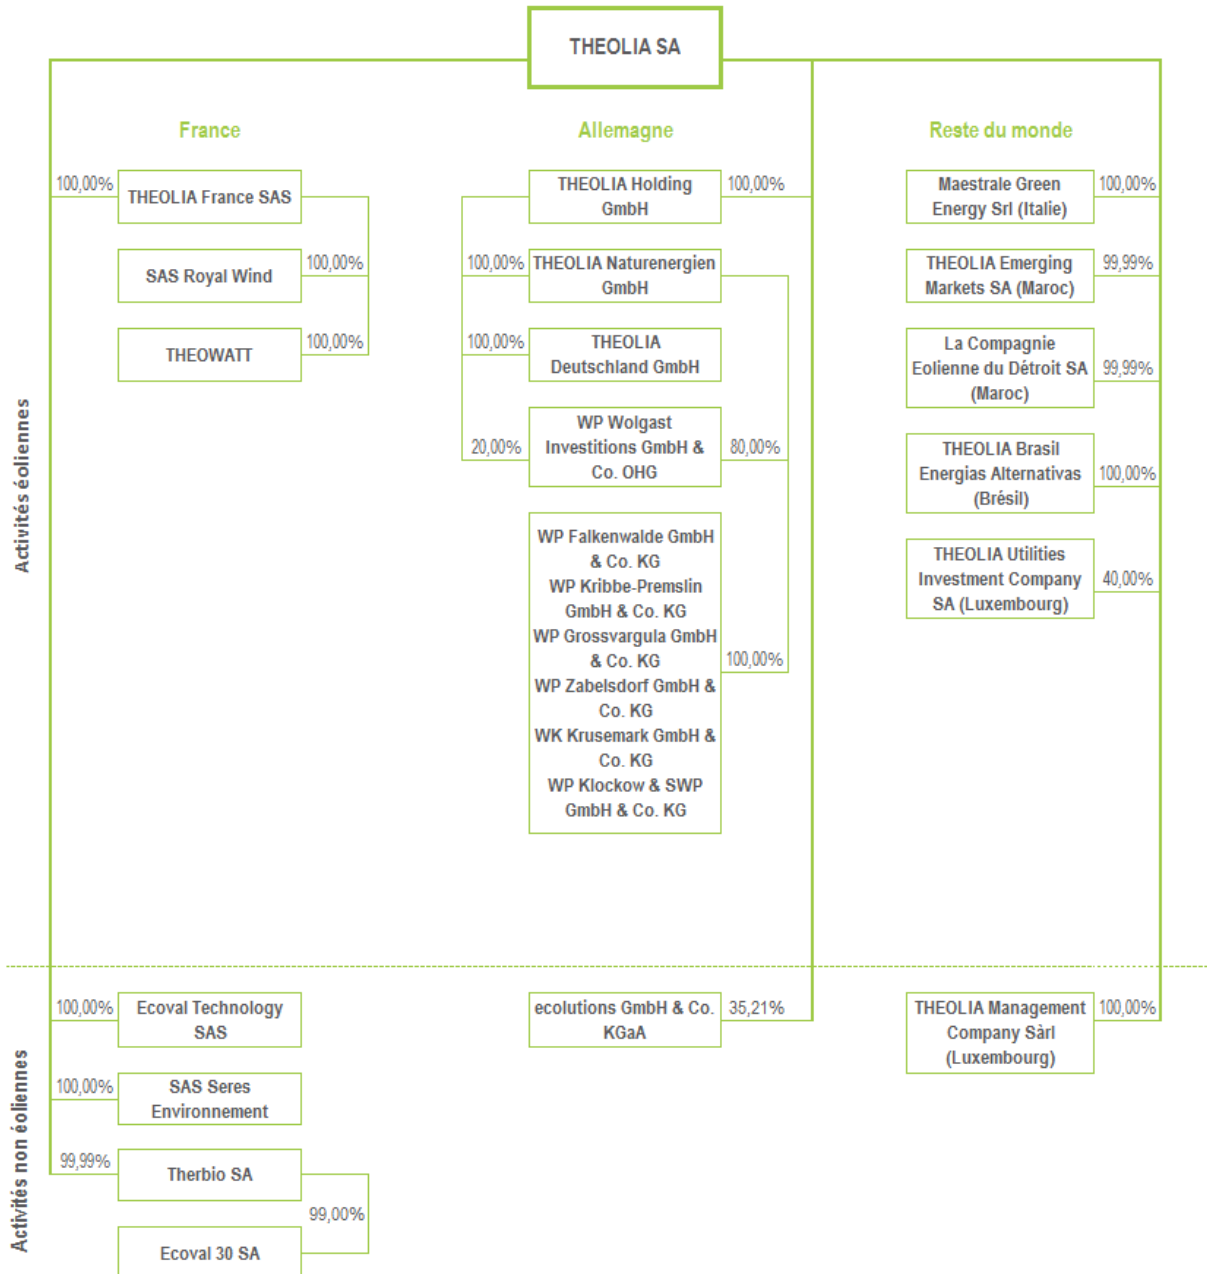 THEOLIA SA
France
Allemagne
Reste du monde
Activités éoliennes
100,00%
THEOLIA France SAS
SAS Royal Wind
100,00%
THEOWATT
100,00%
THEOLIA Holding
GmbH
100,00%
100,00%
THEOLIA Naturenergien
GmbH
100,00%
THEOLIA
Deutschland GmbH
20,00%
WP Wolgast
Investitions GmbH &
Co. OHG
80,00%
WP Falkenwalde GmbH
& Co. KG
WP Kribbe-Premslin
GmbH & Co. KG
WP Grossvargula GmbH
& Co. KG
WP Zabelsdorf GmbH &
Co. KG
WK Krusemark GmbH &
Co. KG
WP Klockow & SWP
GmbH & Co. KG
100,00%
Maestrale Green
Energy Srl (Italie)
100,00%
THEOLIA Emerging
Markets SA (Maroc)
99,99%
La Compagnie
Eolienne du Détroit SA
(Maroc)
99,99%
THEOLIA Brasil
Energias Alternativas
(Brésil)
100,00%
THEOLIA Utilities
Investment Company
SA (Luxembourg)
40,00%
Activités non éoliennes
100,00%
Ecoval Technology
SAS
100,00%
SAS Seres
Environnement
99,99%
Therbio SA
99,00%
Ecoval 30 SA
ecolutions GmbH & Co.
KGaA
35,21%
THEOLIA Management
Company Sàrl
(Luxembourg)
100,00%